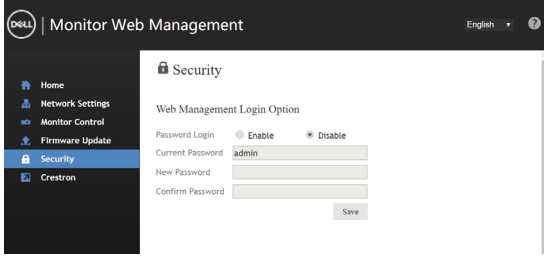 DELL Monitor Web Management
English
?
Home
Network Settings
Monitor Control
Firmware Update
Security
Crestron
Security
Web Management Login Option
Password Login Enable Disable
Current Password admin
New Password
Confirm Password
Save